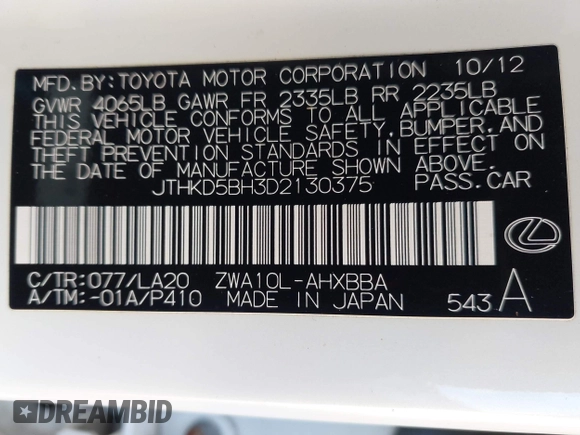 MFD.BY:TOYOTA MOTOR CORPORATION 10/12
GVWR 4065LB GAWR FR 2335LB RR 2235LB
THIS VEHICLE CONFORMS TO ALL APPLICABLE
FEDERAL MOTOR VEHICLE SAFETY,BUMPER,AND
THEFT PREVENTION STANDARDS IN EFFECT ON
THE DATE OF MANUFACTURE SHOWN ABOVE.
JTHKD5BH3D2130375 PASS.CAR
C/TR:077/LA20 ZWA10L-AHXBBA
A/TM:-01A/P410 MADE IN JAPAN 543 A
DREAMBID